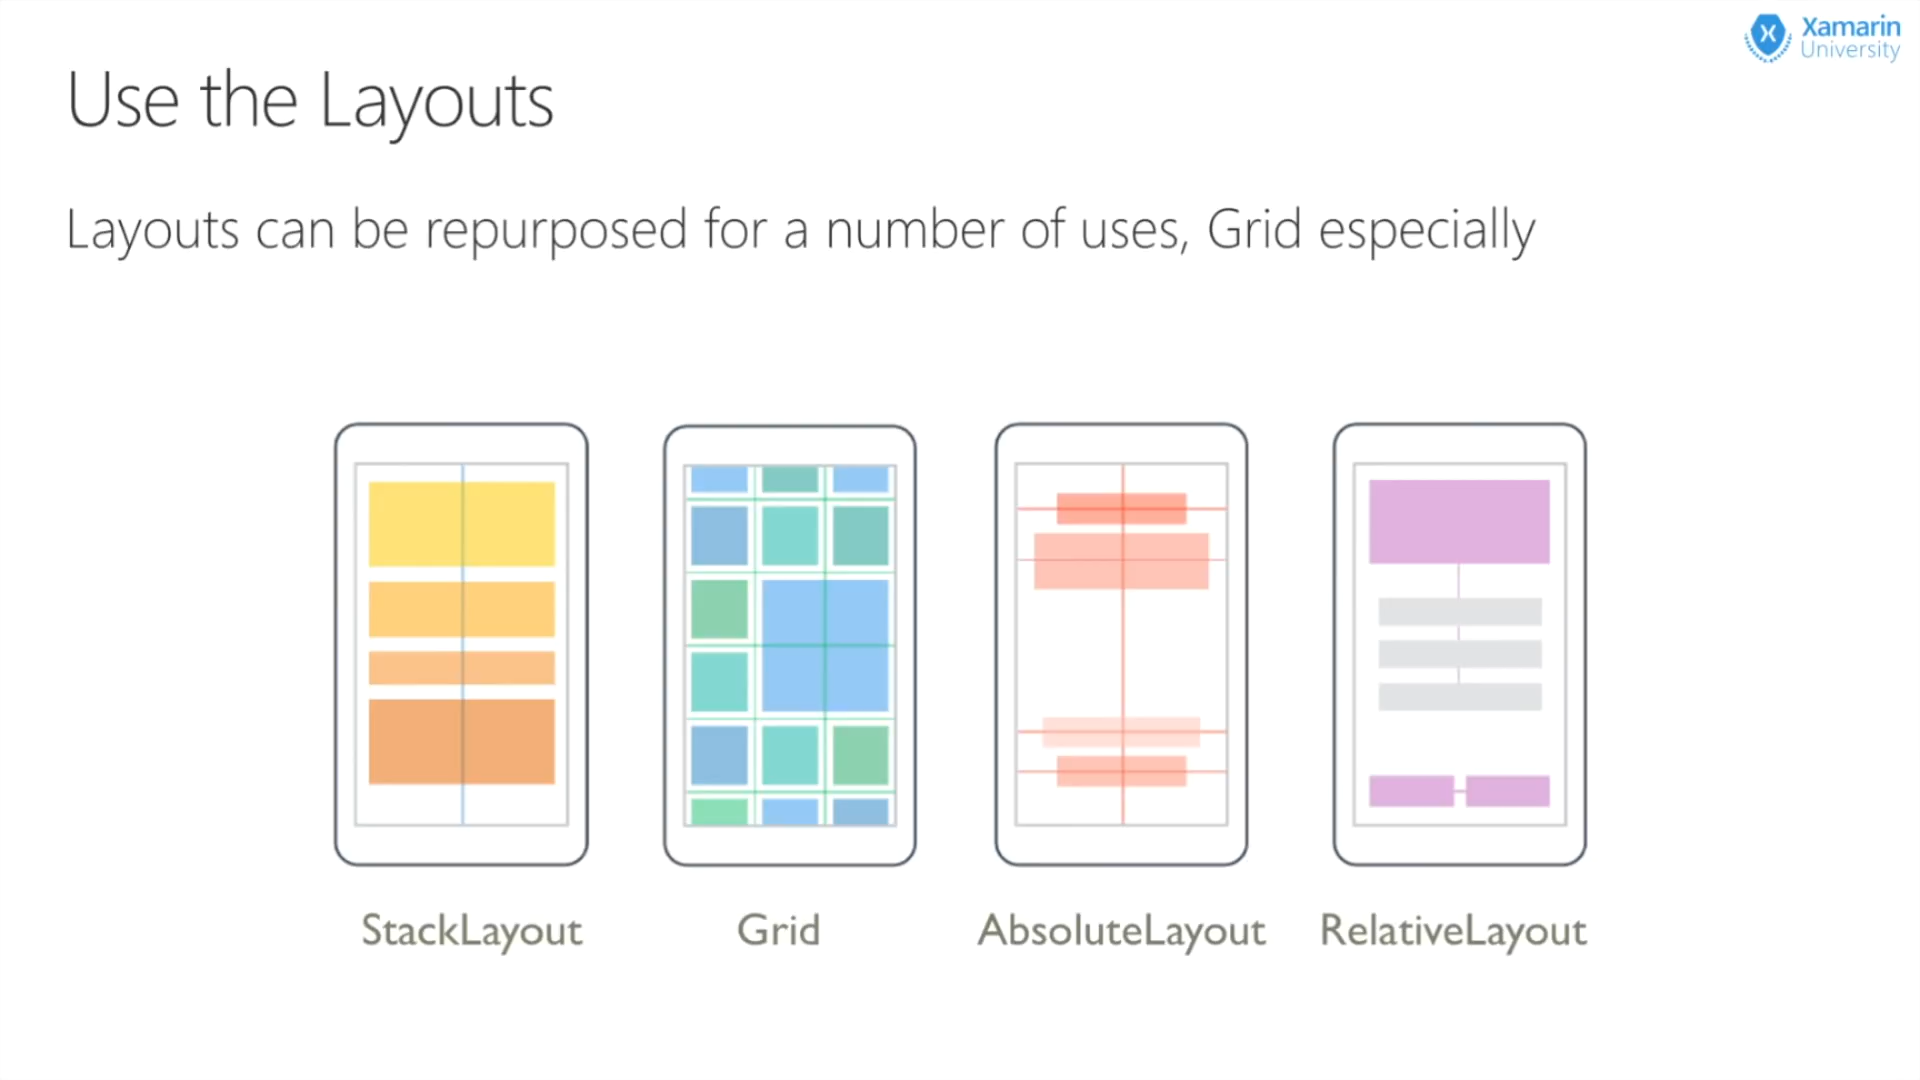 X Xamarin
University
Use the Layouts
Layouts can be repurposed for a number of uses, Grid especially
StackLayout
Grid
AbsoluteLayout
RelativeLayout